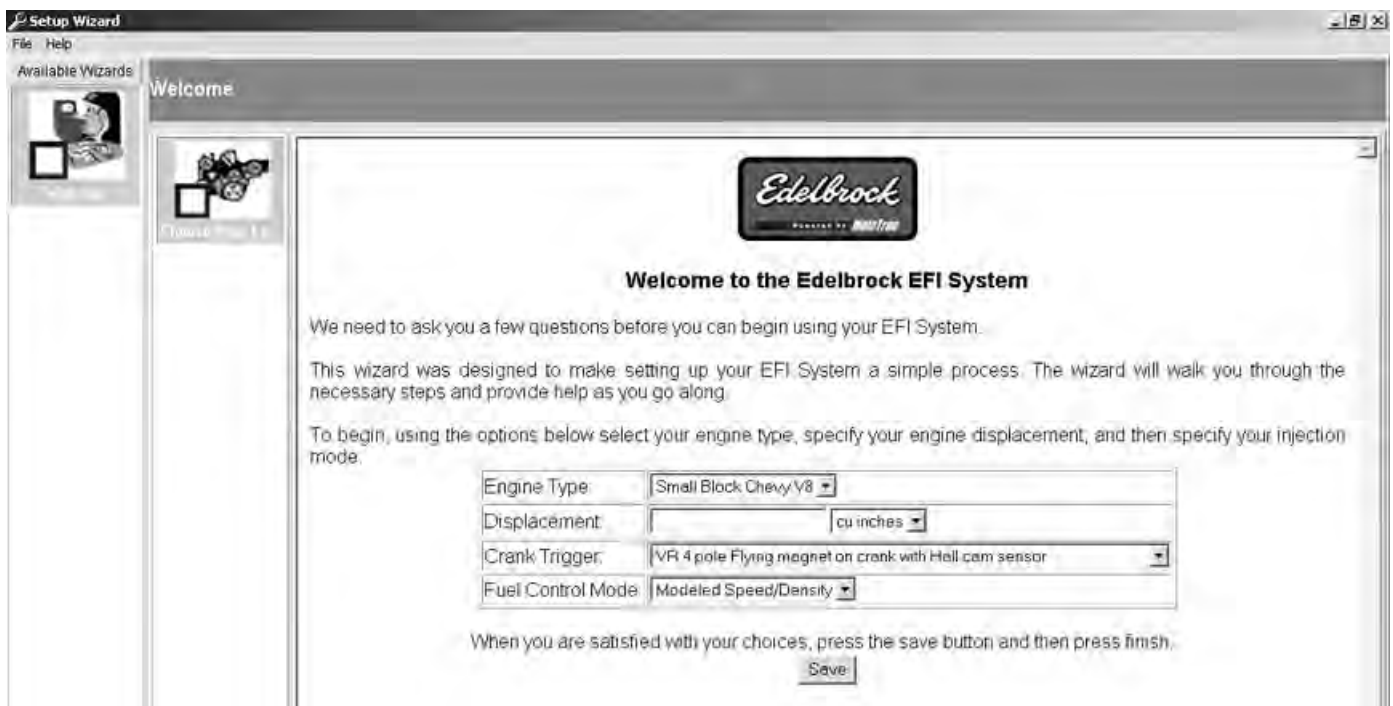 Setup Wizard
File Help
Available Wizards
Welcome
Edelbrock
Powered by
Welcome to the Edelbrock EFI System
We need to ask you a few questions before you can begin using your EFI System.
This wizard was designed to make setting up your EFI System a simple process. The wizard will walk you through the
necessary steps and provide help as you go along.
To begin, using the options below select your engine type, specify your engine displacement, and then specify your injection
mode.
Engine Type: Small Block Chevy V8
Displacement: cu inches
Crank Trigger: VR 4 pole Flying magnet on crank with Hall cam sensor
Fuel Control Mode: Modeled Speed/Density
When you are satisfied with your choices, press the save button and then press finish.
Save